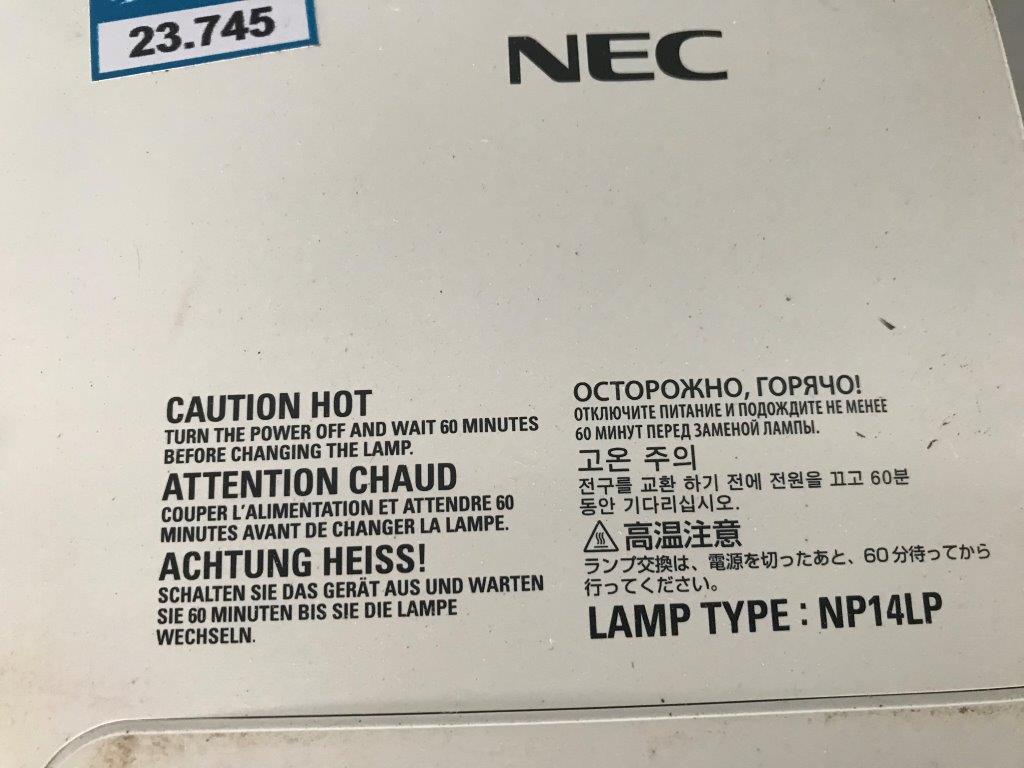 23.745
NEC
CAUTION HOT
TURN THE POWER OFF AND WAIT 60 MINUTES
BEFORE CHANGING THE LAMP.
ATTENTION CHAUD
COUPER L'ALIMENTATION ET ATTENDRE 60
MINUTES AVANT DE CHANGER LA LAMPE.
ACHTUNG HEISS!
SCHALTEN SIE DAS GERÄT AUS UND WARTEN
SIE 60 MINUTEN BIS SIE DIE LAMPE
WECHSELN.
ОСТОРОЖНО, ГОРЯЧО!
ОТКЛЮЧИТЕ ПИТАНИЕ И ПОДОЖДИТЕ НЕ МЕНЕЕ
60 МИНУТ ПЕРЕД ЗАМЕНОЙ ЛАМПЫ.
고온 주의
전구를 교환 하기 전에 전원을 끄고 60분
동안 기다리십시오.
高温注意
ランプ交換は、電源を切ったあと、60分待ってから
行ってください。
LAMP TYPE : NP14LP